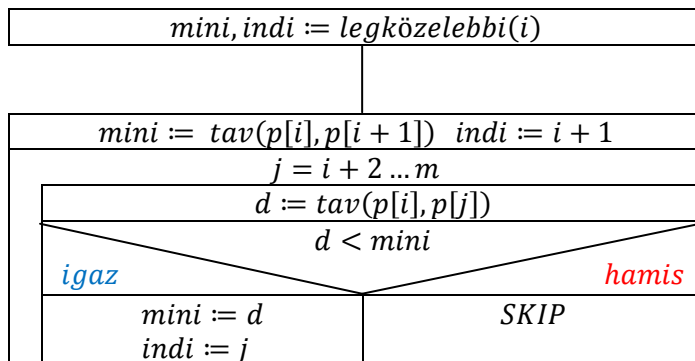 mini, indi ≔ legközelebbi(i)
mini ≔ tav(p[i], p[i + 1]) indi ≔ i + 1
j = i + 2 … m
d ≔ tav(p[i], p[j])
d < mini
igaz hamis
mini ≔ d SKIP
indi ≔ j